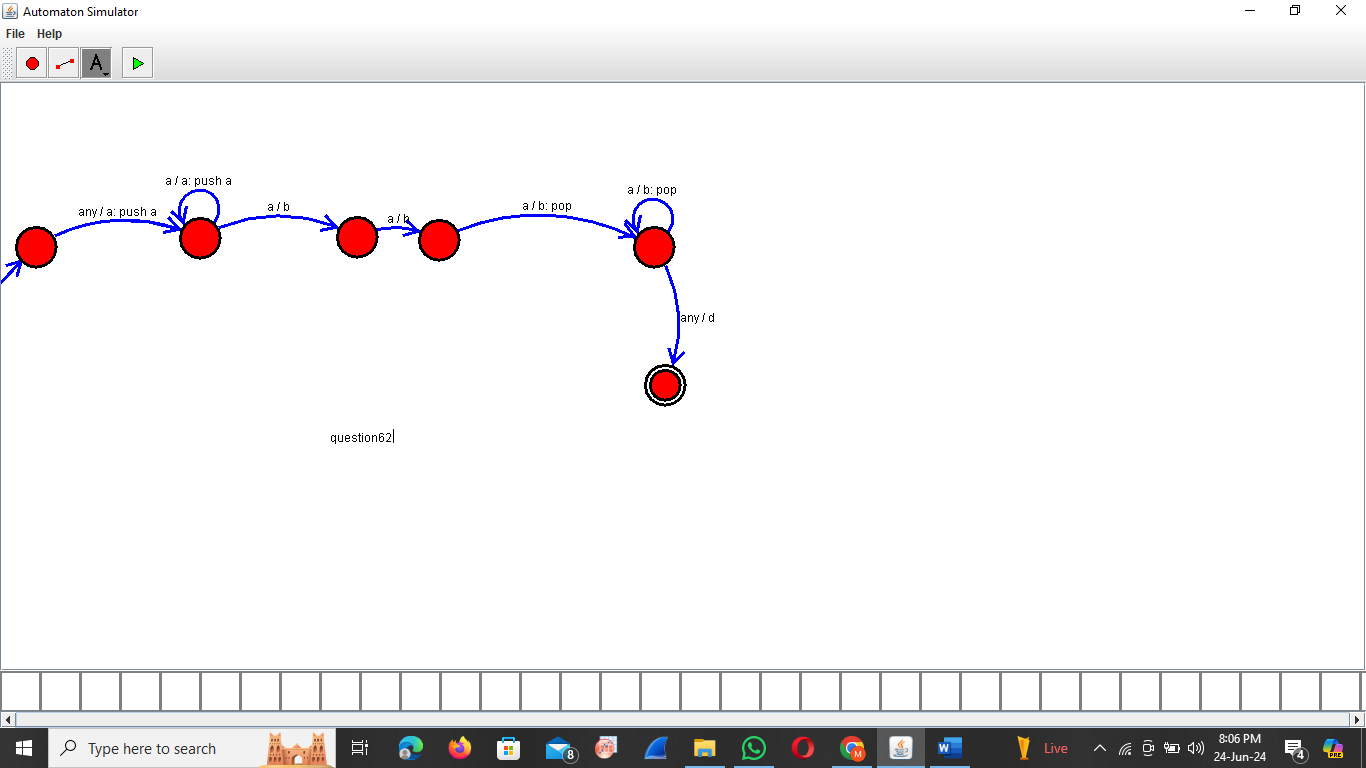 Automaton Simulator
File Help
A
a / a: push a
a / b: pop
any / a: push a
a / b
a / b
a / b: pop
any / d
question62
Type here to search
8
M
W
Live
8:06 PM
24-Jun-24
4
PRE